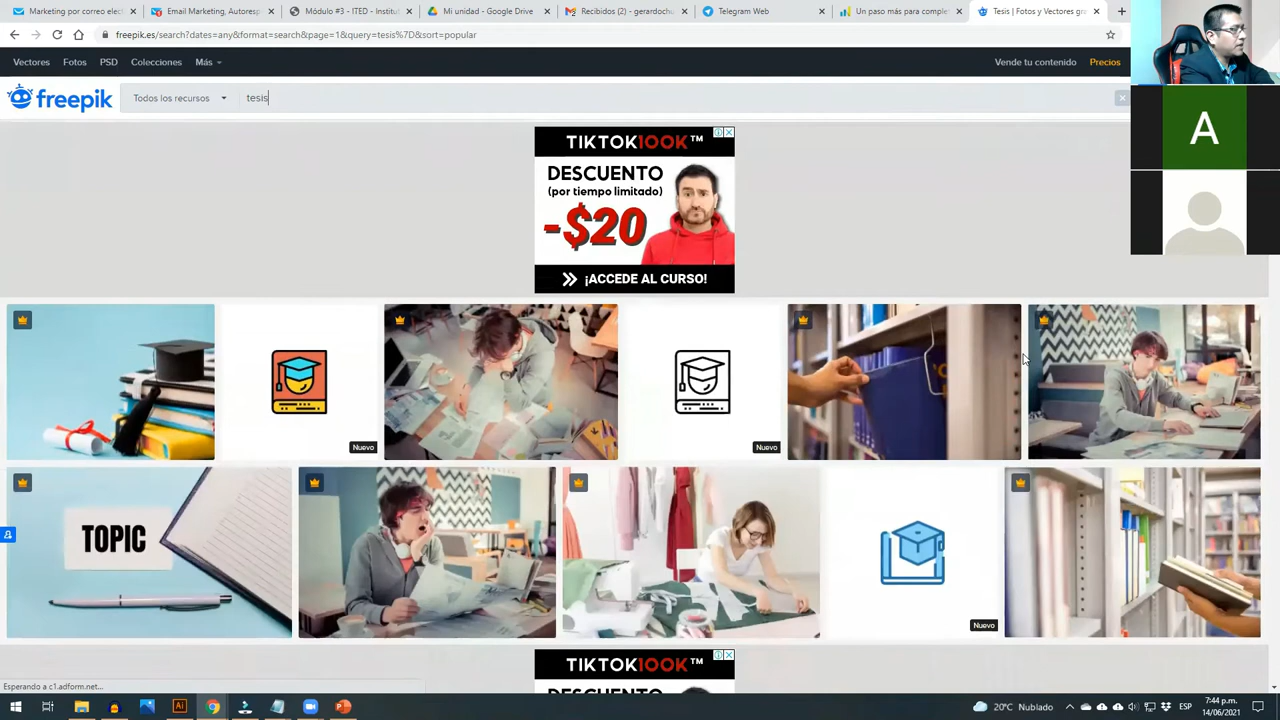 Marketing por correo elect
Email Marketing, Autoresp
Módulo #3 - ITED - Institut
Mi unidad - Google Drive
Recibidos (2) - gerardochu
Telegram Web
Un paso más para complet
Tesis | Fotos y Vectores gra
freepik.es/search?dates=any&format=search&page=1&query=tesis%7D&sort=popular
Vectores Fotos PSD Colecciones Más
Vende tu contenido Precios
freepik Todos los recursos tesis
A
TIKTOK100K™
DESCUENTO
(por tiempo limitado)
-$20
¡ACCEDE AL CURSO!
Nuevo
Nuevo
TOPIC
Nuevo
TIKTOK100K™
DESCUENTO
Esperando a c1.adform.net...
20°C Nublado
ESP
7:44 p.m.
14/06/2021